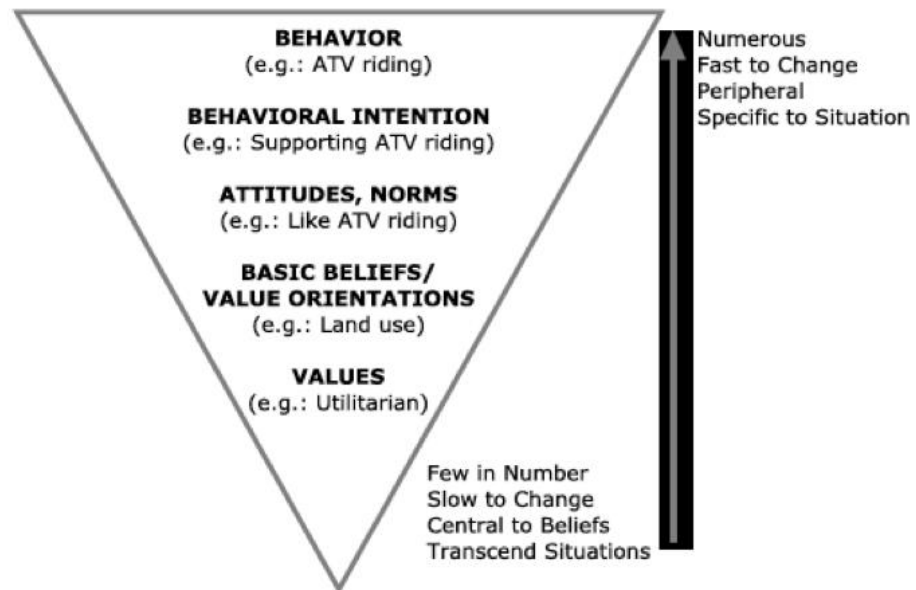 BEHAVIOR
(e.g.: ATV riding)
BEHAVIORAL INTENTION
(e.g.: Supporting ATV riding)
ATTITUDES, NORMS
(e.g.: Like ATV riding)
BASIC BELIEFS/
VALUE ORIENTATIONS
(e.g.: Land use)
VALUES
(e.g.: Utilitarian)
Numerous
Fast to Change
Peripheral
Specific to Situation
Few in Number
Slow to Change
Central to Beliefs
Transcend Situations